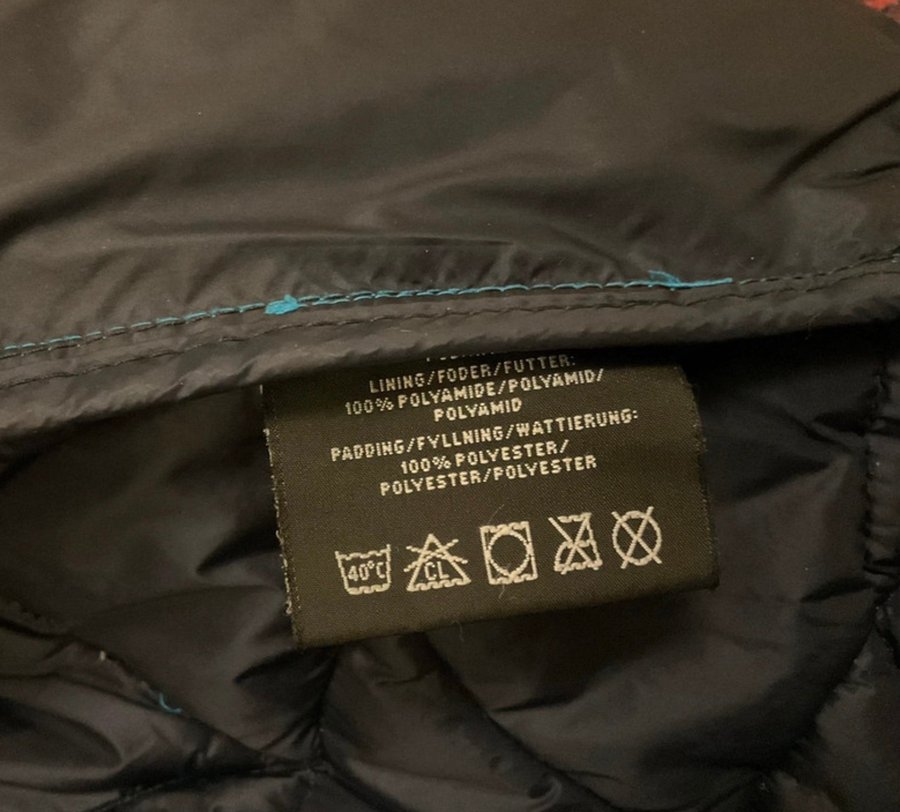 LINING/FODER/FUTTER:
100% POLYAMIDE/POLYAMID/
POLYAMID
PADDING/FYLLNING/WATTIERUNG:
100% POLYESTER/
POLYESTER/POLYESTER
40°C CL